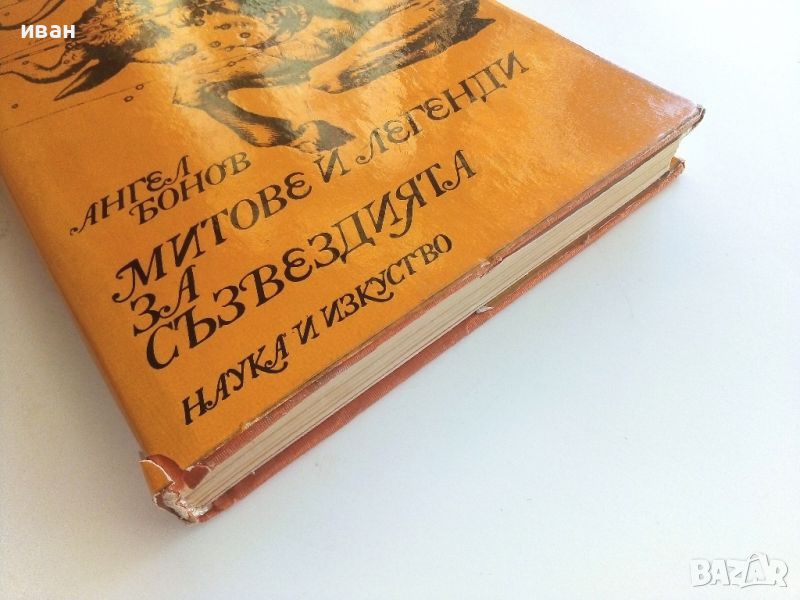 иван
АНГЕЛ
БОНОВ
МИТОВЕ И ЛЕГЕНДИ
ЗА
СЪЗВЕЗДИЯТА
НАУКА И ИЗКУСТВО
BAZAR